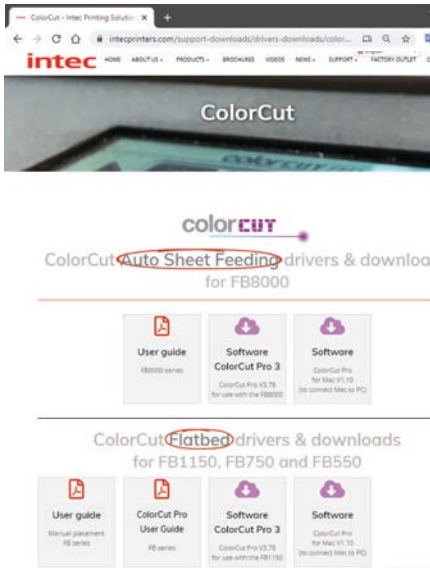 ColorCut - Intec Printing Solution
intecprinters.com/support-downloads/drivers-downloads/color...
intec HOME ABOUT US PRODUCTS BROCHURES VIDEOS NEWS SUPPORT FACTORY OUTLET
ColorCut
colorCUT
ColorCut Auto Sheet Feeding drivers & downloa
for FB8000
User guide
FB8000 series
Software
ColorCut Pro 3
ColorCut Pro V3.78
for use with the FB8000
Software
ColorCut Pro
for Mac V1.10.
(to connect Mac to PC)
ColorCut Flatbed drivers & downloads
for FB1150, FB750 and FB550
User guide
Manual placement
FB series
ColorCut Pro
User Guide
FB series
Software
ColorCut Pro 3
ColorCut Pro V3.78
for use with the FB1150
Software
ColorCut Pro
for Mac V1.10.
(to connect Mac to PC)